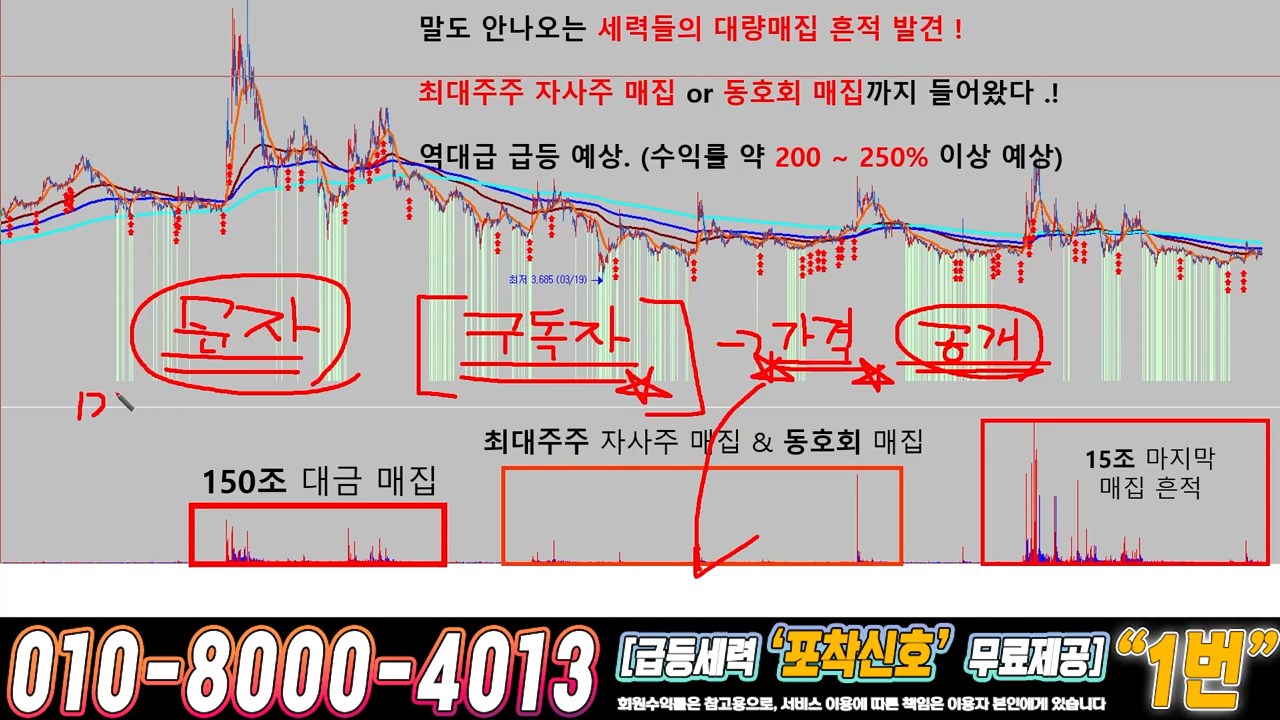 말도 안나오는 세력들의 대량매집 흔적 발견 !
최대주주 자사주 매집 or 동호회 매집까지 들어왔다 .!
역대급 급등 예상. (수익률 약 200 ~ 250% 이상 예상)
최저 3,685 (03/19)
문자 구독자 가격 공개
최대주주 자사주 매집 & 동호회 매집
150조 대금 매집
15조 마지막
매집 흔적
010-8000-4013 [급등세력 '포착신호' 무료제공] "1번"
회원수익률은 참고용으로, 서비스 이용에 따른 책임은 이용자 본인에게 있습니다